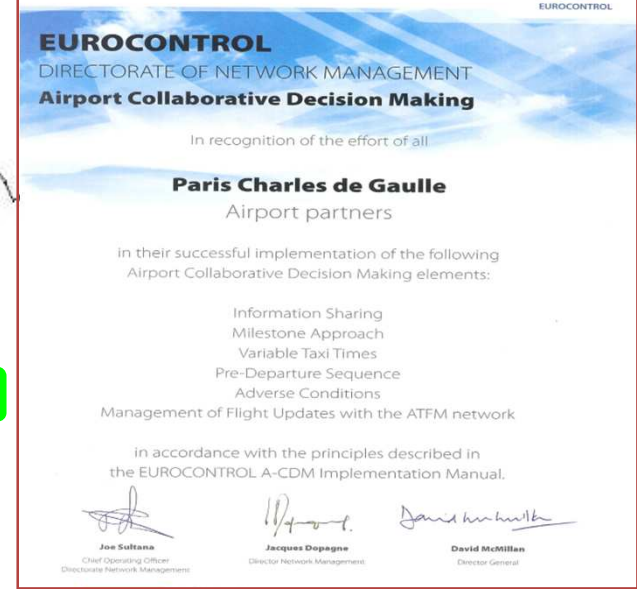 EUROCONTROL
EUROCONTROL
DIRECTORATE OF NETWORK MANAGEMENT
Airport Collaborative Decision Making
In recognition of the effort of all
Paris Charles de Gaulle
Airport partners
in their successful implementation of the following
Airport Collaborative Decision Making elements:
Information Sharing
Milestone Approach
Variable Taxi Times
Pre-Departure Sequence
Adverse Conditions
Management of Flight Updates with the ATFM network
in accordance with the principles described in
the EUROCONTROL A-CDM Implementation Manual.
Joe Sultana Jacques Dopagne David McMillan
Chief Operating Officer Director Network Management Director General
Directorate Network Management